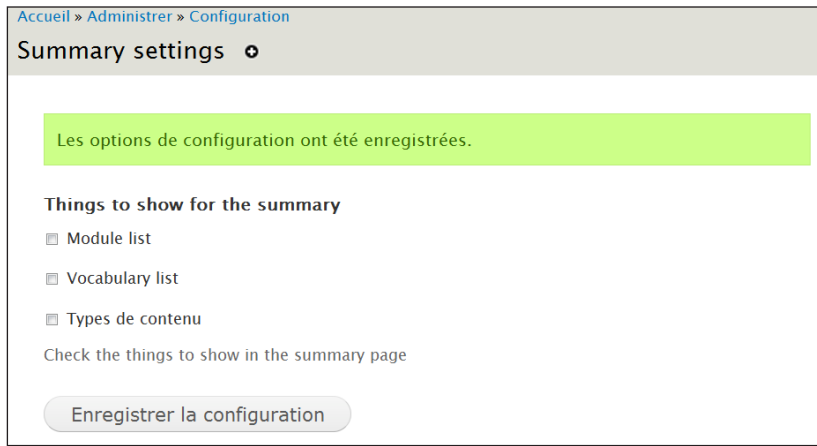 Accueil » Administrer » Configuration
Summary settings
Les options de configuration ont été enregistrées.
Things to show for the summary
Module list
Vocabulary list
Types de contenu
Check the things to show in the summary page
Enregistrer la configuration